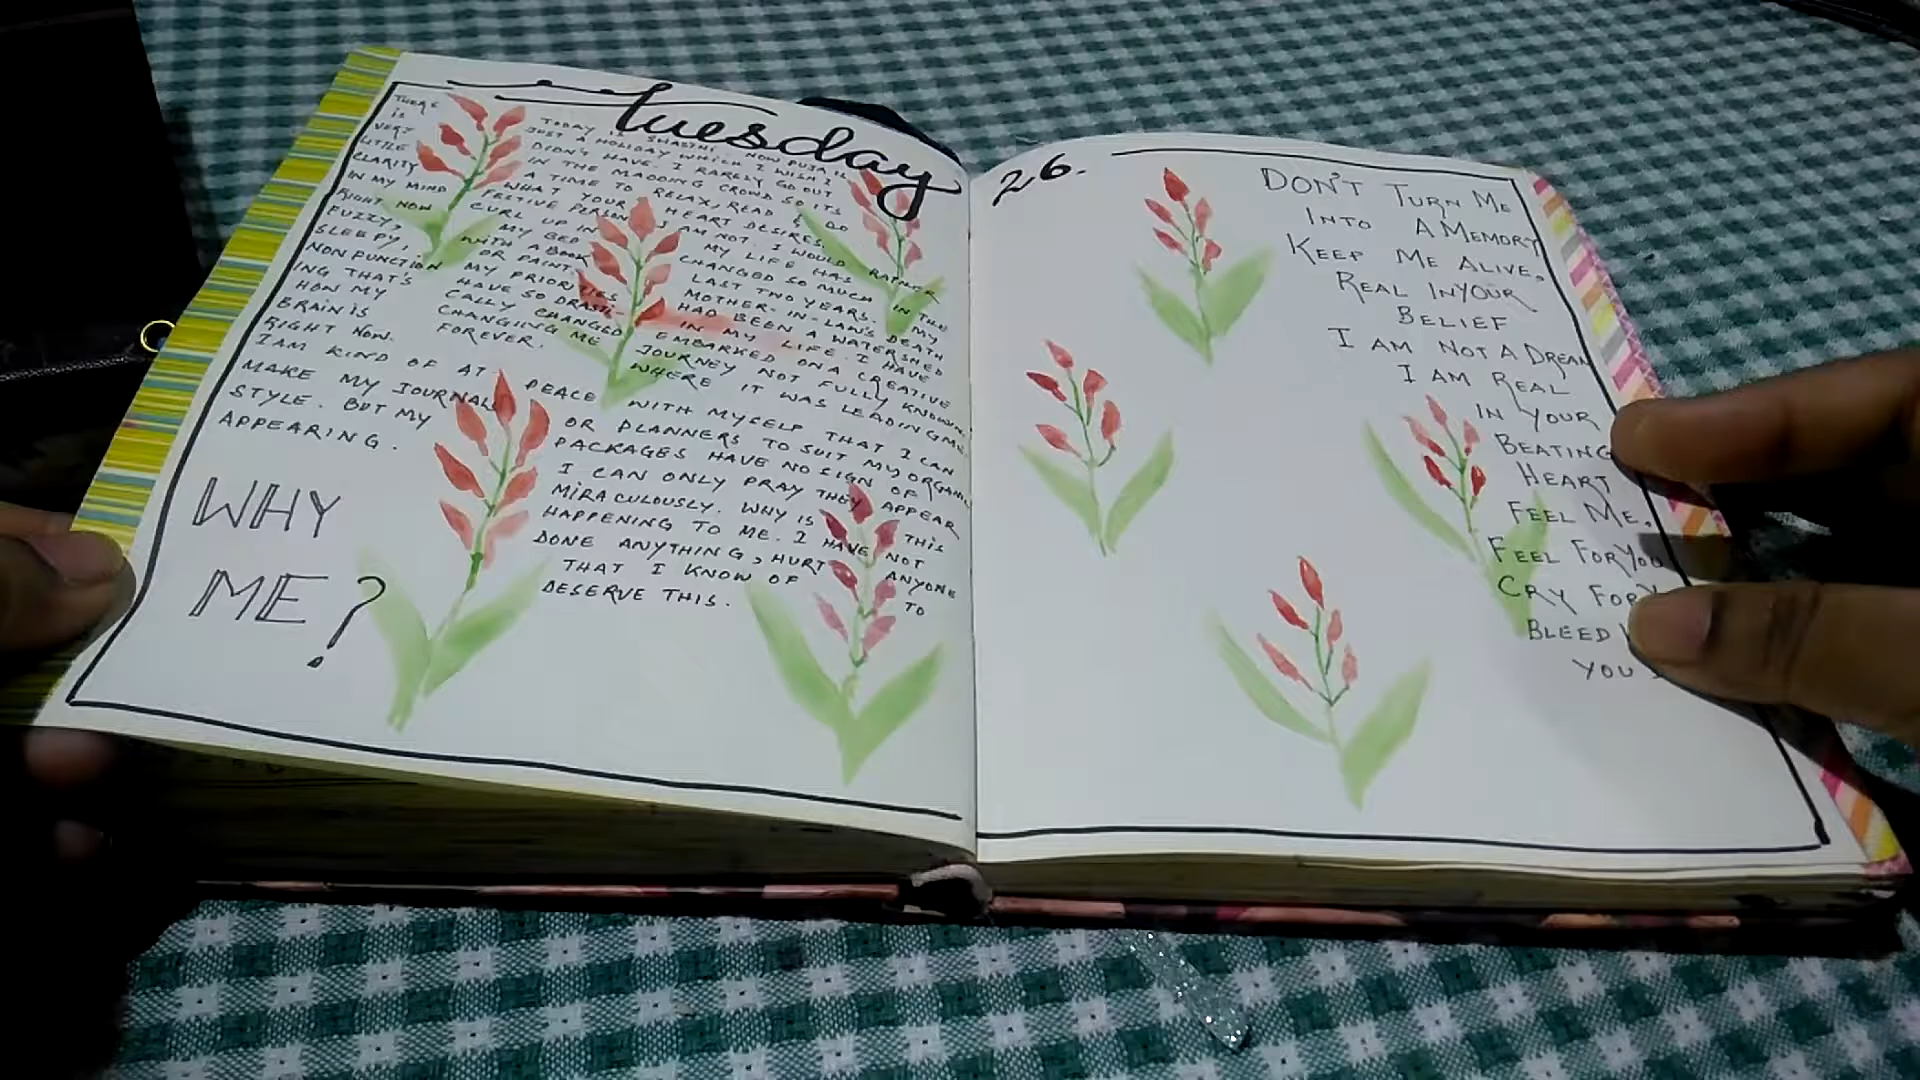 Tuesday
THERE
IS
VERY
LITTLE
CLARITY
IN MY MIND
RIGHT NOW
FUZZY,
SLEEPY,
NONFUNCTION
ING THAT'S
HOW MY
BRAIN IS
RIGHT NOW.
TODAY IS SHASTHI. NOW PUJA IS
JUST A HOLIDAY WHICH I WISH I
DIDN'T HAVE. I RARELY GO OUT
IN THE MADDING CROWD SO ITS
A TIME TO RELAX, READ & DO
WHAT YOUR HEART DESIRES.
FESTIVE PERSON I AM NOT. I WOULD RATHER
CURL UP IN
MY BED
WITH A BOOK
OR PAINT.
MY PRIORITIES
HAVE SO DRASTI
CALLY CHANGED
CHANGING ME
FOREVER.
MY LIFE HAS
CHANGED SO MUCH IN THE
LAST TWO YEARS. MY
MOTHER-IN-LAW'S DEATH
HAD BEEN A WATERSHED
IN MY LIFE. I HAVE
EMBARKED ON A CREATIVE
JOURNEY NOT FULLY KNOWING
WHERE IT WAS LEADING ME.
I AM KIND OF AT PEACE WITH MYSELF THAT I CAN
MAKE MY JOURNALS OR PLANNERS TO SUIT MY ORGANIC
STYLE. BUT MY PACKAGES HAVE NO SIGN OF
APPEARING. I CAN ONLY PRAY THEY APPEAR
MIRACULOUSLY. WHY IS THIS
HAPPENING TO ME. I HAVE NOT
DONE ANYTHING, HURT ANYONE
THAT I KNOW OF TO
DESERVE THIS.
WHY
ME?
26.
DON'T TURN ME
INTO A MEMORY
KEEP ME ALIVE.
REAL IN YOUR
BELIEF
I AM NOT A DREAM
I AM REAL
IN YOUR
BEATING
HEART
FEEL ME.
FEEL FOR YOU
CRY FOR
BLEED
YOU